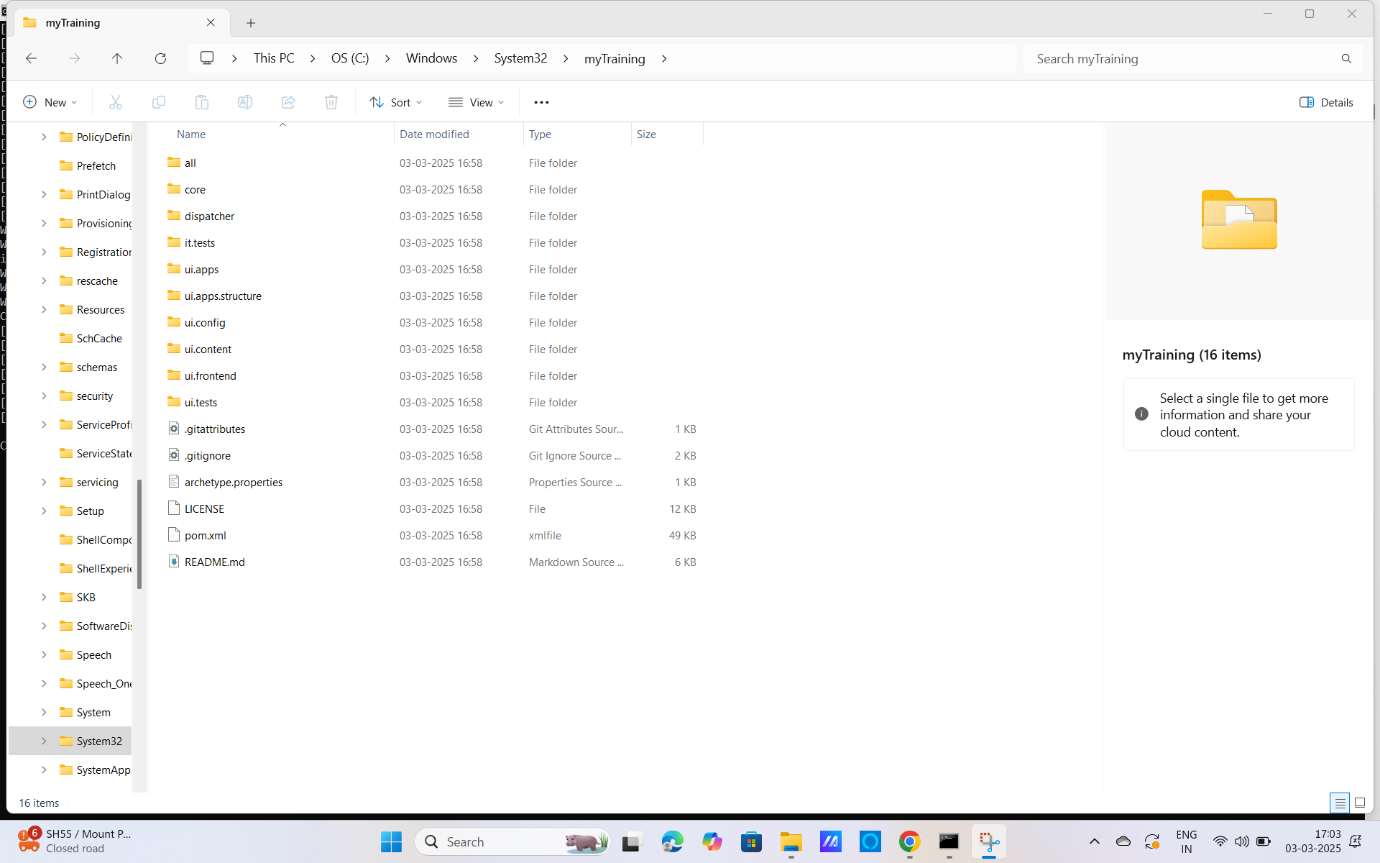 myTraining
This PC
OS (C:)
Windows
System32
myTraining
Search myTraining
New
Sort
View
Details
Name
Date modified
Type
Size
PolicyDefini
Prefetch
PrintDialog
Provisioning
Registration
rescache
Resources
SchCache
schemas
security
ServiceProfi
ServiceState
servicing
Setup
ShellCompo
ShellExperie
SKB
SoftwareDis
Speech
Speech_One
System
System32
SystemApp
all 03-03-2025 16:58 File folder
core 03-03-2025 16:58 File folder
dispatcher 03-03-2025 16:58 File folder
it.tests 03-03-2025 16:58 File folder
ui.apps 03-03-2025 16:58 File folder
ui.apps.structure 03-03-2025 16:58 File folder
ui.config 03-03-2025 16:58 File folder
ui.content 03-03-2025 16:58 File folder
ui.frontend 03-03-2025 16:58 File folder
ui.tests 03-03-2025 16:58 File folder
.gitattributes 03-03-2025 16:58 Git Attributes Sour... 1 KB
.gitignore 03-03-2025 16:58 Git Ignore Source ... 2 KB
archetype.properties 03-03-2025 16:58 Properties Source ... 1 KB
LICENSE 03-03-2025 16:58 File 12 KB
pom.xml 03-03-2025 16:58 xmlfile 49 KB
README.md 03-03-2025 16:58 Markdown Source ... 6 KB
myTraining (16 items)
Select a single file to get more
information and share your
cloud content.
16 items
6
SH55 / Mount P...
Closed road
Search
ENG
IN
17:03
03-03-2025